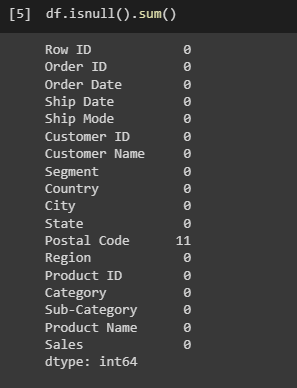 [5] df.isnull().sum()
Row ID 0
Order ID 0
Order Date 0
Ship Date 0
Ship Mode 0
Customer ID 0
Customer Name 0
Segment 0
Country 0
City 0
State 0
Postal Code 11
Region 0
Product ID 0
Category 0
Sub-Category 0
Product Name 0
Sales 0
dtype: int64